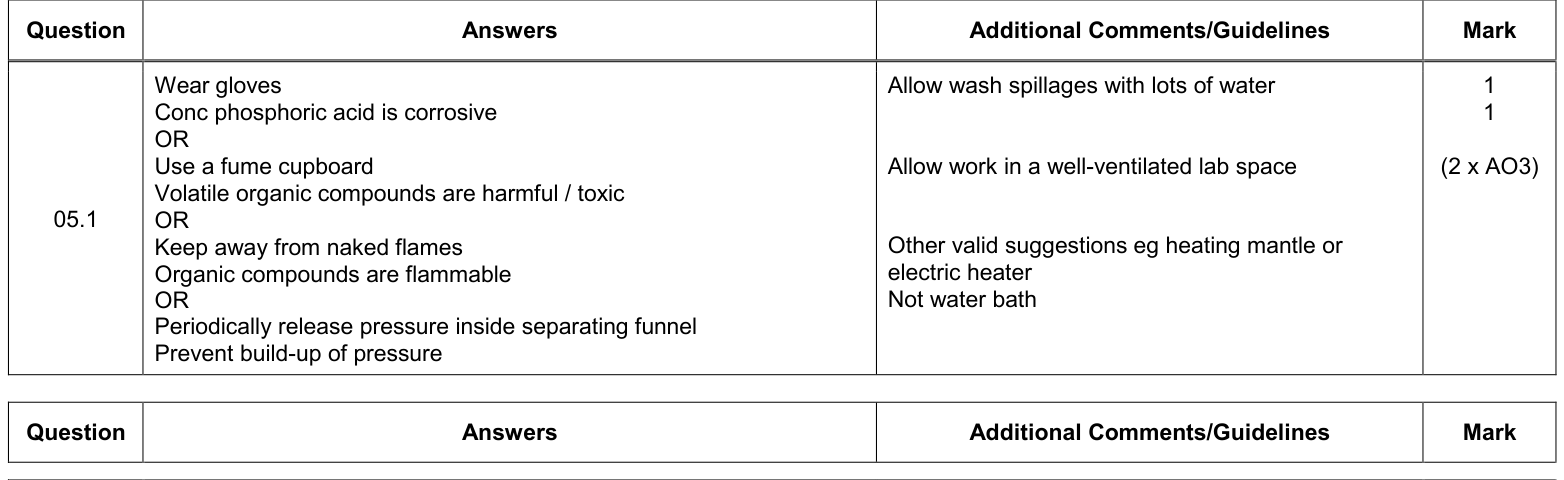 Question Answers Additional Comments/Guidelines Mark
05.1
Wear gloves
Conc phosphoric acid is corrosive
OR
Use a fume cupboard
Volatile organic compounds are harmful / toxic
OR
Keep away from naked flames
Organic compounds are flammable
OR
Periodically release pressure inside separating funnel
Prevent build-up of pressure
Allow wash spillages with lots of water
Allow work in a well-ventilated lab space
Other valid suggestions eg heating mantle or
electric heater
Not water bath
1
1
(2 x AO3)
Question Answers Additional Comments/Guidelines Mark